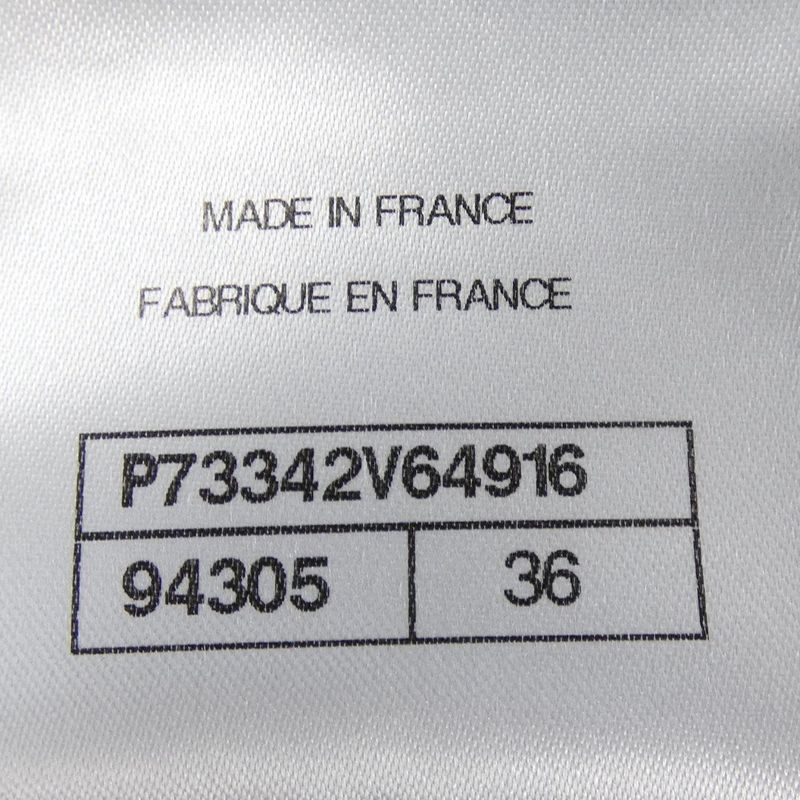 MADE IN FRANCE
FABRIQUE EN FRANCE
P73342V64916
94305 36